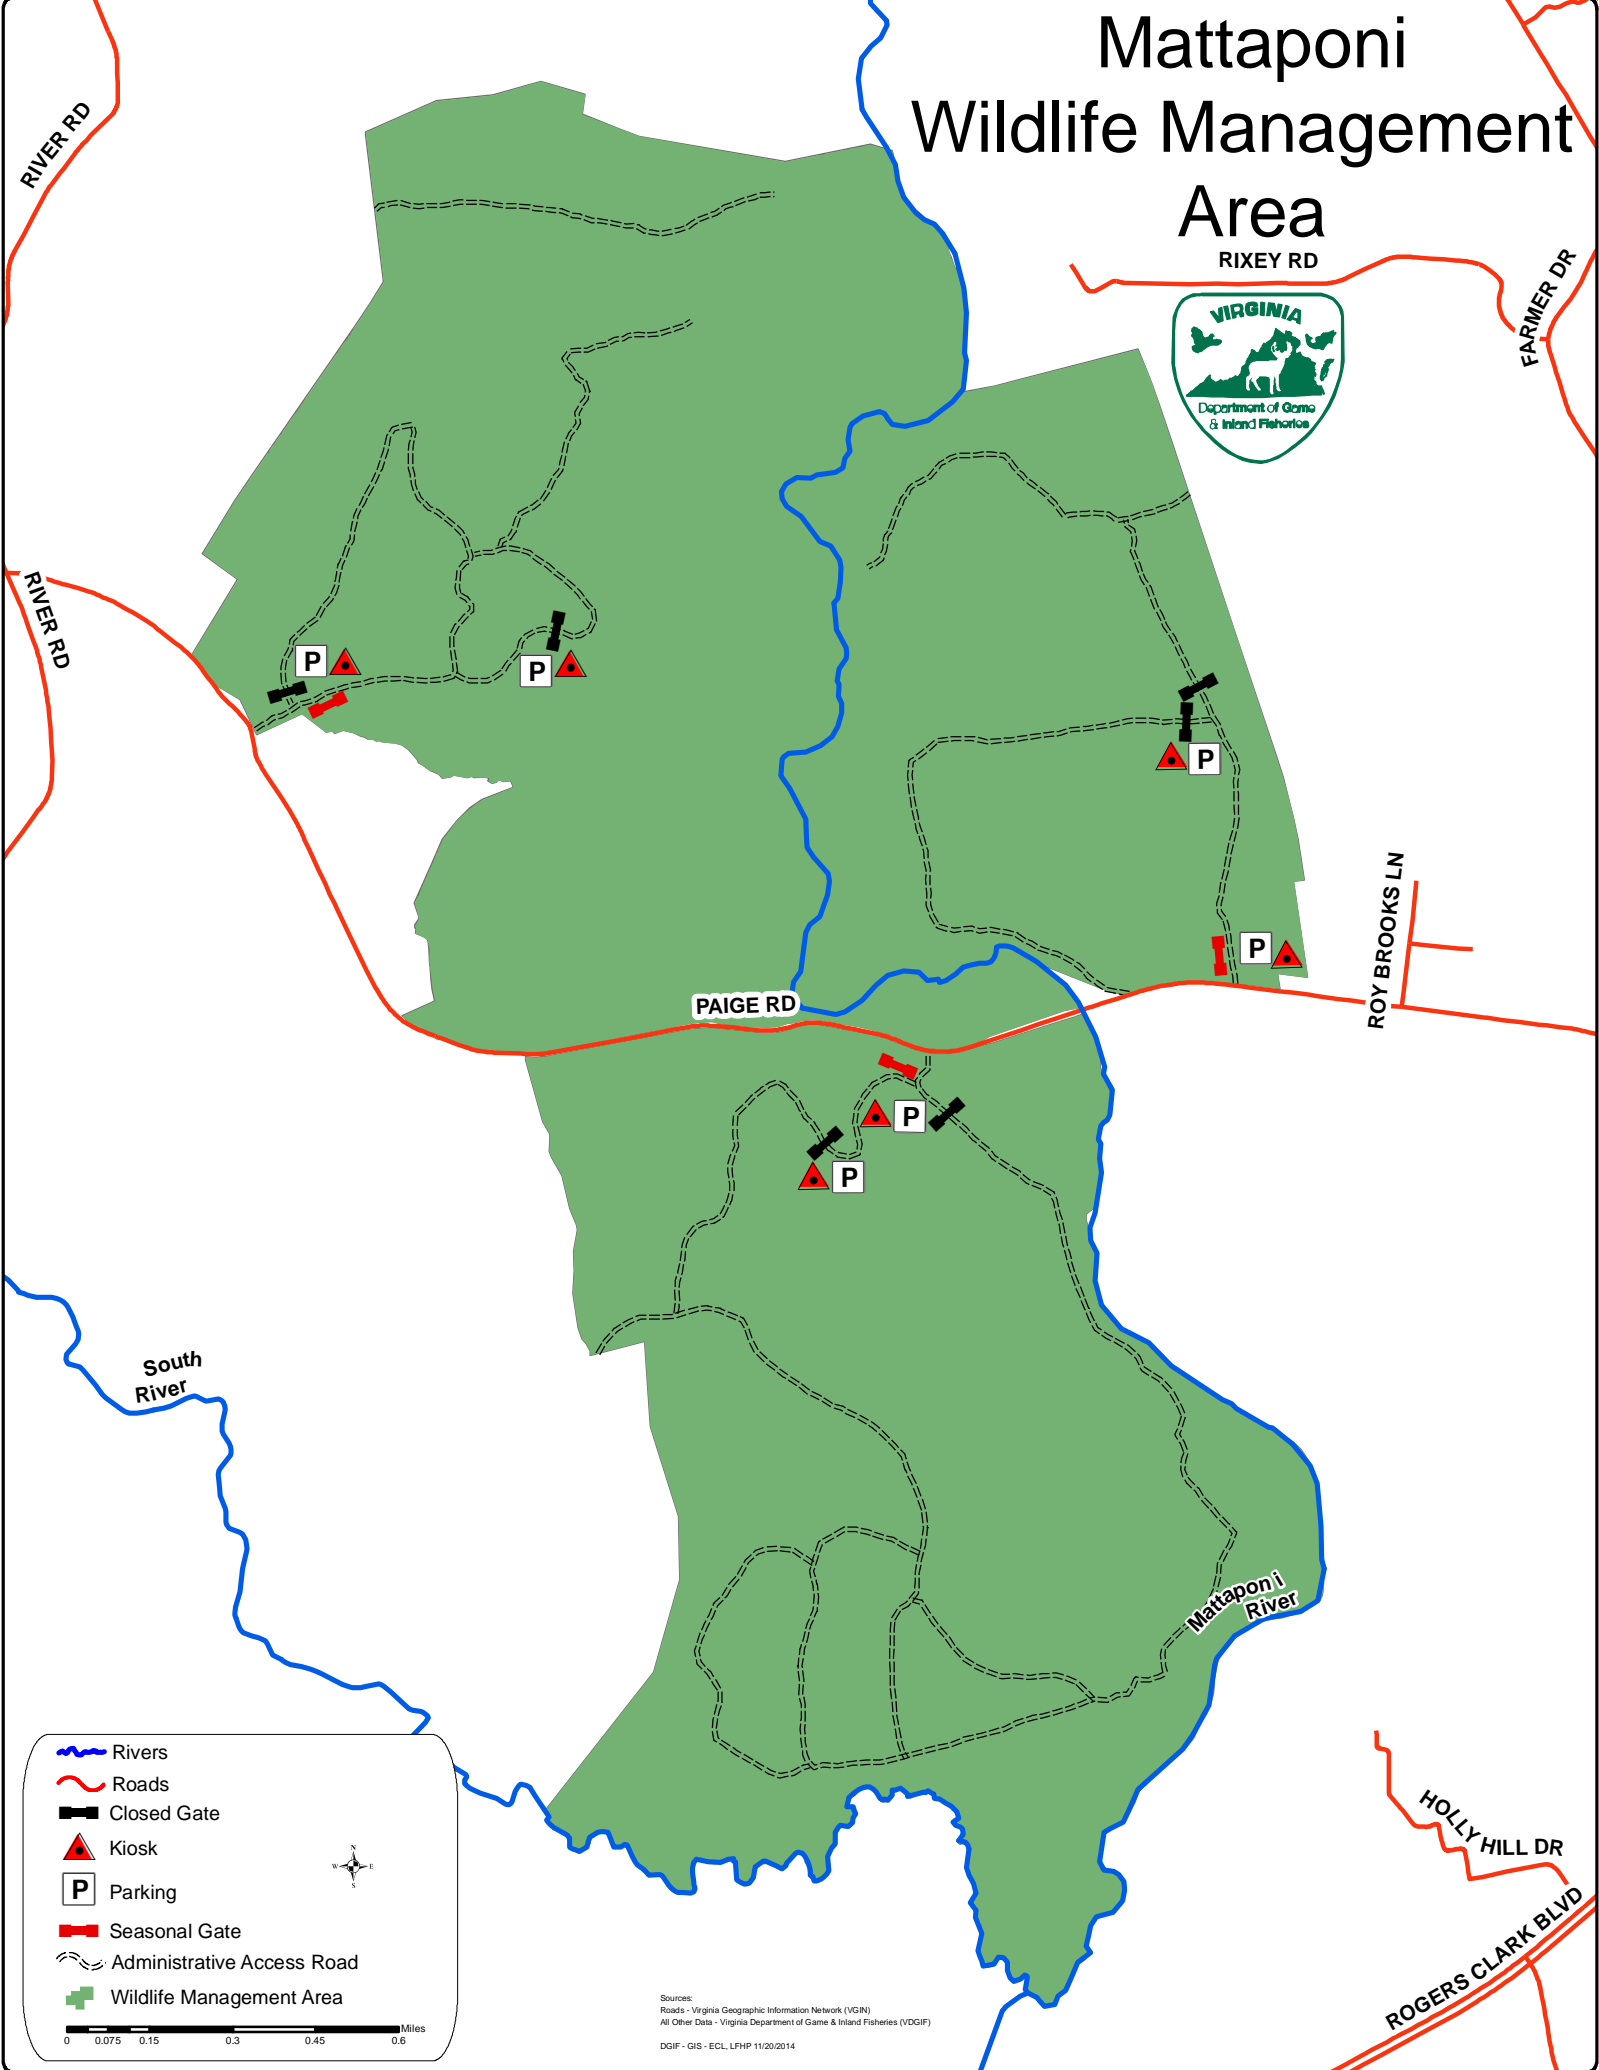 Mattaponi
Wildlife Management
Area
RIVER RD
RIXEY RD
FARMER DR
VIRGINIA
Department of Game
& Inland Fisheries
RIVER RD
P
P
P
P
ROY BROOKS LN
PAIGE RD
P
P
South
River
Mattapon i
River
HOLLY HILL DR
ROGERS CLARK BLVD
Rivers
Roads
Closed Gate
Kiosk
P Parking
Seasonal Gate
Administrative Access Road
Wildlife Management Area
N
W E
S
Miles
0 0.075 0.15 0.3 0.45 0.6
Sources:
Roads - Virginia Geographic Information Network (VGIN)
All Other Data - Virginia Department of Game & Inland Fisheries (VDGIF)
DGIF - GIS - ECL, LFHP 11/20/2014